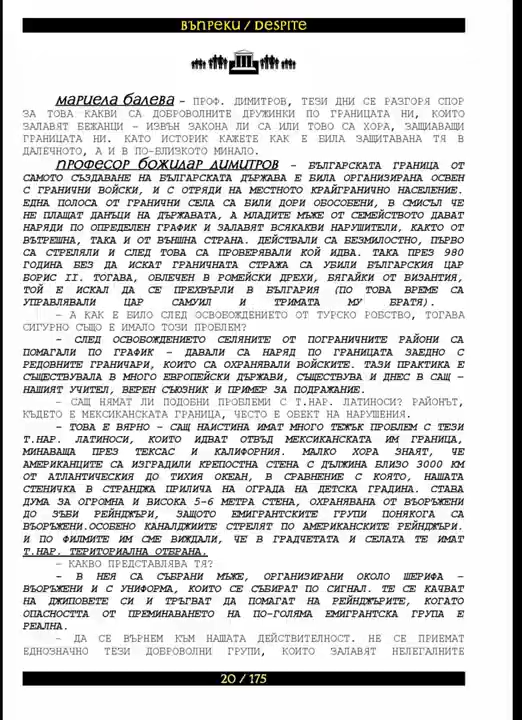 ВЪПРЕКИ / DESPITE
МАРИЕЛА БАЛЕВА – ПРОФ. ДИМИТРОВ, ТЕЗИ ДНИ СЕ РАЗГОРЯ СПОР
ЗА ТОВА КАКВИ СА ДОБРОВОЛНИТЕ ДРУЖИНКИ ПО ГРАНИЦАТА НИ, КОИТО
ЗАЛАВЯТ БЕЖАНЦИ – ИЗВЪН ЗАКОНА ЛИ СА ИЛИ ТОВО СА ХОРА, ЗАЩИАВАЩИ
ГРАНИЦАТА НИ. КАТО ИСТОРИК КАЖЕТЕ КАК Е БИЛА ЗАЩИТАВАНА ТЯ В
ДАЛЕЧНОТО, А И В ПО-БЛИЗКОТО МИНАЛО.
ПРОФЕСОР БОЖИДАР ДИМИТРОВ – БЪЛГАРСКАТА ГРАНИЦА ОТ
САМОТО СЪЗДАВАНЕ НА БЪЛГАРСКАТА ДЪРЖАВА Е БИЛА ОРГАНИЗИРАНА ОСВЕН
С ГРАНИЧНИ ВОЙСКИ, И С ОТРЯДИ НА МЕСТНОТО КРАЙГРАНИЧНО НАСЕЛЕНИЕ.
ЕДНА ПОЛОСА ОТ ГРАНИЧНИ СЕЛА СА БИЛИ ДОРИ ОБОСОБЕНИ, В СМИСЪЛ ЧЕ
НЕ ПЛАЩАТ ДАНЪЦИ НА ДЪРЖАВАТА, А МЛАДИТЕ МЪЖЕ ОТ СЕМЕЙСТВОТО ДАВАТ
НАРЯДИ ПО ОПРЕДЕЛЕН ГРАФИК И ЗАЛАВЯТ ВСЯКАКВИ НАРУШИТЕЛИ, КАКТО ОТ
ВЪТРЕШНА, ТАКА И ОТ ВЪНШНА СТРАНА. ДЕЙСТВАЛИ СА БЕЗМИЛОСТНО, ПЪРВО
СА СТРЕЛЯЛИ И СЛЕД ТОВА СА ПРОВЕРЯВАЛИ КОЙ ИДВА. ТАКА ПРЕЗ 980
ГОДИНА БЕЗ ДА ИСКАТ ГРАНИЧНАТА СТРАЖА СА УБИЛИ БЪЛГАРСКИЯ ЦАР
БОРИС II. ТОГАВА, ОБЛЕЧЕН В РОМЕЙСКИ ДРЕХИ, БЯГАЙКИ ОТ ВИЗАНТИЯ,
ТОЙ Е ИСКАЛ ДА СЕ ПРЕХВЪРЛИ В БЪЛГАРИЯ (ПО ТОВА ВРЕМЕ СА
УПРАВЛЯВАЛИ ЦАР САМУИЛ И ТРИМАТА МУ БРАТЯ).
– А КАК Е БИЛО СЛЕД ОСВОБОЖДЕНИЕТО ОТ ТУРСКО РОБСТВО, ТОГАВА
СИГУРНО СЪЩО Е ИМАЛО ТОЗИ ПРОБЛЕМ?
– СЛЕД ОСВОБОЖДЕНИЕТО СЕЛЯНИТЕ ОТ ПОГРАНИЧНИТЕ РАЙОНИ СА
ПОМАГАЛИ ПО ГРАФИК – ДАВАЛИ СА НАРЯД ПО ГРАНИЦАТА ЗАЕДНО С
РЕДОВНИТЕ ГРАНИЧАРИ, КОИТО СА ОХРАНЯВАЛИ ВОЙСКИТЕ. ТАЗИ ПРАКТИКА Е
СЪЩЕСТВУВАЛА В МНОГО ЕВРОПЕЙСКИ ДЪРЖАВИ, СЪЩЕСТВУВА И ДНЕС В САЩ –
НАШИЯТ УЧИТЕЛ, ВЕРЕН СЪЮЗНИК И ПРИМЕР ЗА ПОДРАЖАНИЕ.
– САЩ НЯМАТ ЛИ ПОДОБНИ ПРОБЛЕМИ С Т.НАР. ЛАТИНОСИ? РАЙОНЪТ,
КЪДЕТО Е МЕКСИКАНСКАТА ГРАНИЦА, ЧЕСТО Е ОБЕКТ НА НАРУШЕНИЯ.
– ТОВА Е ВЯРНО – САЩ НАИСТИНА ИМАТ МНОГО ТЕЖЪК ПРОБЛЕМ С ТЕЗИ
Т.НАР. ЛАТИНОСИ, КОИТО ИДВАТ ОТВЪД МЕКСИКАНСКАТА ИМ ГРАНИЦА,
МИНАВАЩА ПРЕЗ ТЕКСАС И КАЛИФОРНИЯ. МАЛКО ХОРА ЗНАЯТ, ЧЕ
АМЕРИКАНЦИТЕ СА ИЗГРАДИЛИ КРЕПОСТНА СТЕНА С ДЪЛЖИНА БЛИЗО 3000 КМ
ОТ АТЛАНТИЧЕСКИЯ ДО ТИХИЯ ОКЕАН, В СРАВНЕНИЕ С КОЯТО, НАШАТА
СТЕНИЧКА В СТРАНДЖА ПРИЛИЧА НА ОГРАДА НА ДЕТСКА ГРАДИНА. СТАВА
ДУМА ЗА ОГРОМНА И ВИСОКА 5-6 МЕТРА СТЕНА, ОХРАНЯВАНА ОТ ВЪОРЪЖЕНИ
ДО ЗЪБИ РЕЙНДЖЪРИ, ЗАЩОТО ЕМИГРАНТСКИТЕ ГРУПИ ПОНЯКОГА СА
ВЪОРЪЖЕНИ.ОСОБЕНО КАНАЛДЖИИТЕ СТРЕЛЯТ ПО АМЕРИКАНСКИТЕ РЕЙНДЖЪРИ.
И ПО ФИЛМИТЕ ИМ СМЕ ВИЖДАЛИ, ЧЕ В ГРАДЧЕТАТА И СЕЛАТА ТЕ ИМАТ
Т.НАР. ТЕРИТОРИАЛНА ОТБРАНА.
– КАКВО ПРЕДСТАВЛЯВА ТЯ?
– В НЕЯ СА СЪБРАНИ МЪЖЕ, ОРГАНИЗИРАНИ ОКОЛО ШЕРИФА –
ВЪОРЪЖЕНИ И С УНИФОРМА, КОИТО СЕ СЪБИРАТ ПО СИГНАЛ. ТЕ СЕ КАЧВАТ
НА ДЖИПОВЕТЕ СИ И ТРЪГВАТ ДА ПОМАГАТ НА РЕЙНДЖЪРИТЕ, КОГАТО
ОПАСНОСТТА ОТ ПРЕМИНАВАНЕТО НА ПО-ГОЛЯМА ЕМИГРАНТСКА ГРУПА Е
РЕАЛНА.
– ДА СЕ ВЪРНЕМ КЪМ НАШАТА ДЕЙСТВИТЕЛНОСТ. НЕ СЕ ПРИЕМАТ
ЕДНОЗНАЧНО ТЕЗИ ДОБРОВОЛНИ ГРУПИ, КОИТО ЗАЛАВЯТ НЕЛЕГАЛНИТЕ
20 / 175